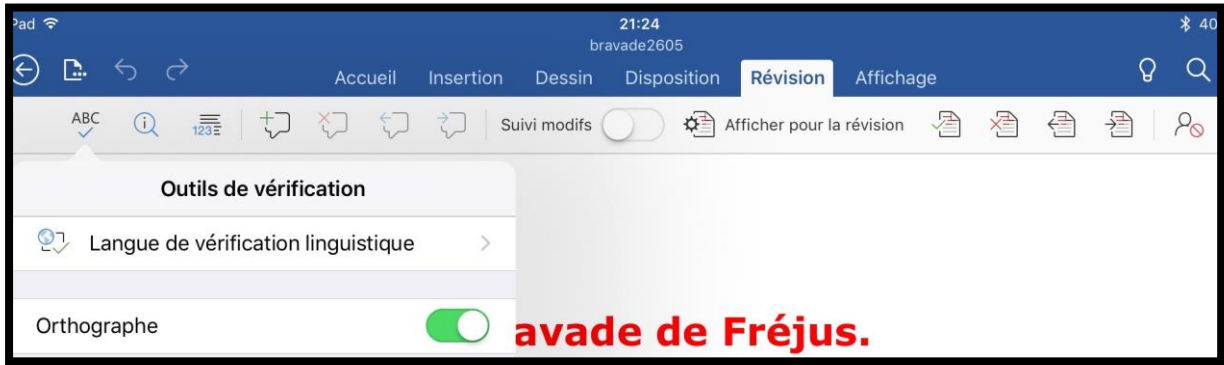 Pad 21:24 40
bravade2605
Accueil Insertion Dessin Disposition Révision Affichage
ABC 123 Suivi modifs Afficher pour la révision
Outils de vérification
Langue de vérification linguistique
Orthographe
avade de Fréjus.